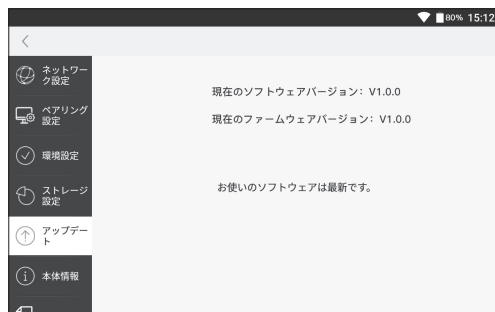 80% 15:12
ネットワー
ク設定
ペアリング
設定
環境設定
ストレージ
設定
アップデー
ト
本体情報
現在のソフトウェアバージョン: V1.0.0
現在のファームウェアバージョン: V1.0.0
お使いのソフトウェアは最新です。